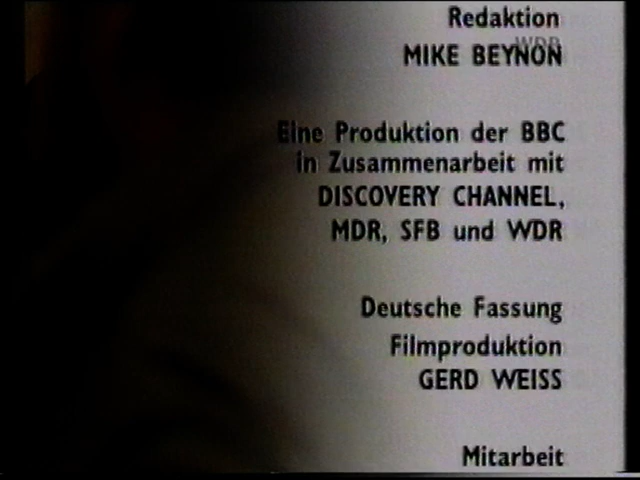 Redaktion
WDR
MIKE BEYNON
Eine Produktion der BBC
in Zusammenarbeit mit
DISCOVERY CHANNEL,
MDR, SFB und WDR
Deutsche Fassung
Filmproduktion
GERD WEISS
Mitarbeit